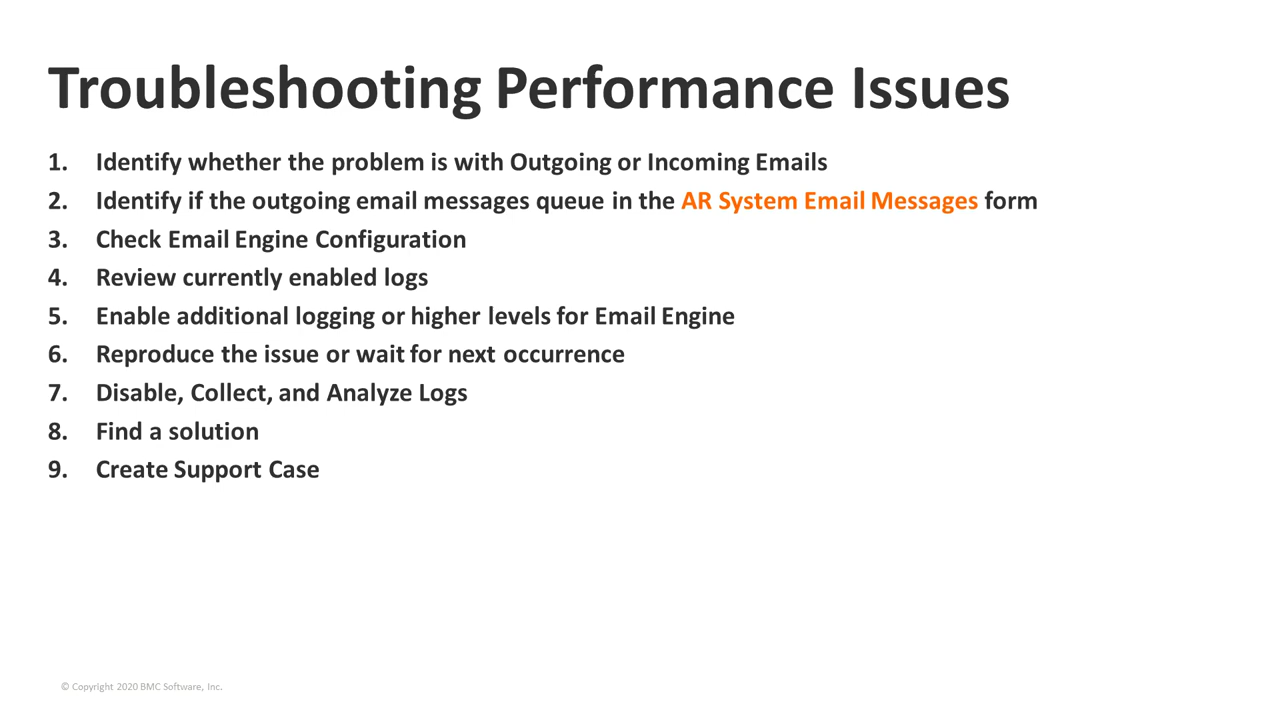 Troubleshooting Performance Issues
1. Identify whether the problem is with Outgoing or Incoming Emails
2. Identify if the outgoing email messages queue in the AR System Email Messages form
3. Check Email Engine Configuration
4. Review currently enabled logs
5. Enable additional logging or higher levels for Email Engine
6. Reproduce the issue or wait for next occurrence
7. Disable, Collect, and Analyze Logs
8. Find a solution
9. Create Support Case
© Copyright 2020 BMC Software, Inc.